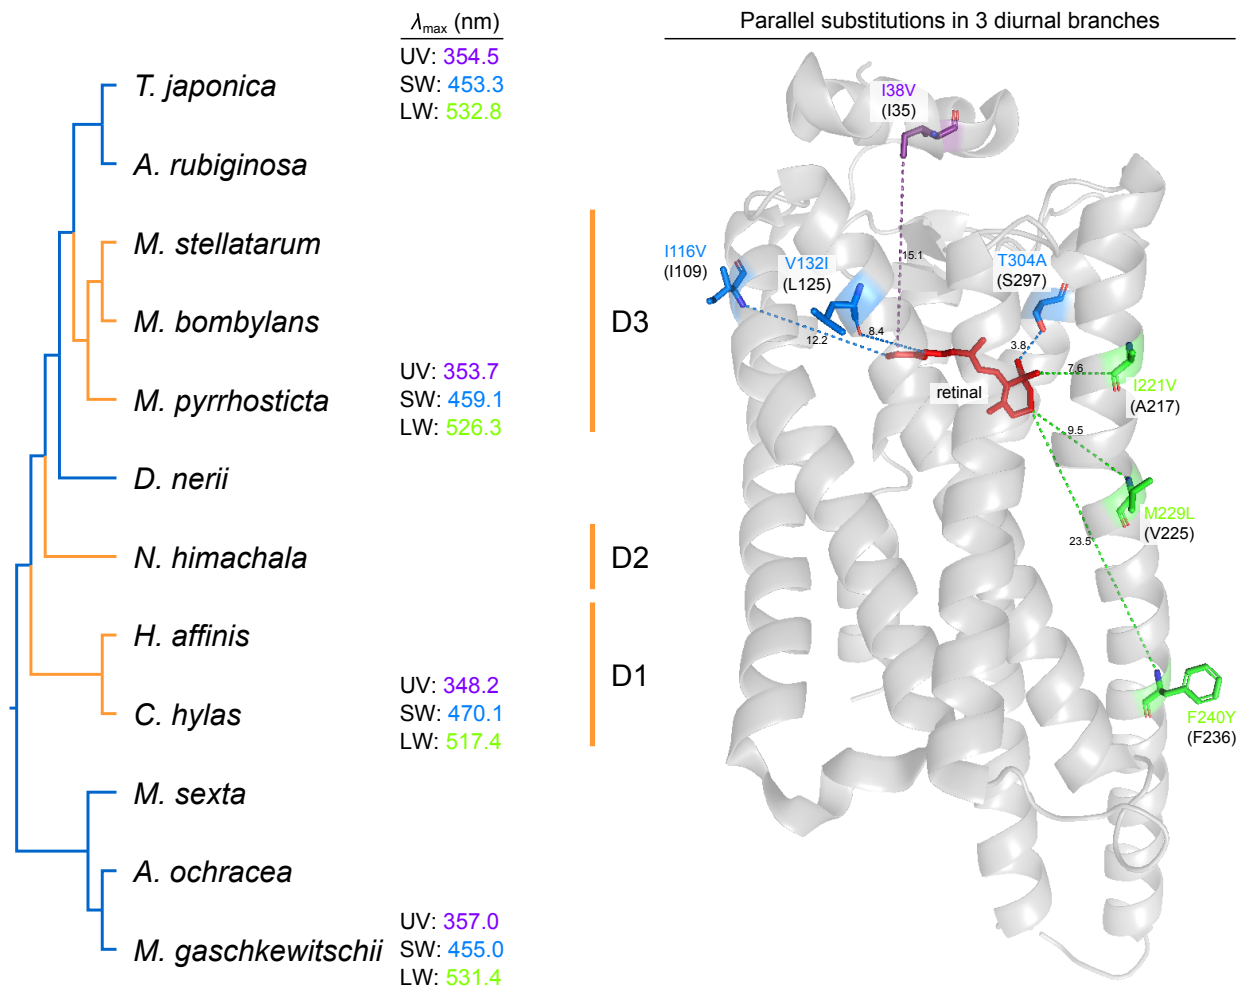 λmax (nm)
Parallel substitutions in 3 diurnal branches
T. japonica
UV: 354.5
SW: 453.3
LW: 532.8
A. rubiginosa
M. stellatarum
M. bombylans
M. pyrrhosticta
UV: 353.7
SW: 459.1
LW: 526.3
D. nerii
N. himachala
H. affinis
C. hylas
UV: 348.2
SW: 470.1
LW: 517.4
M. sexta
A. ochracea
M. gaschkewitschii
UV: 357.0
SW: 455.0
LW: 531.4
D3
D2
D1
I38V
(I35)
15.1
I116V
(I109)
12.2
V132I
(L125)
8.4
T304A
(S297)
3.8
retinal
7.6
I221V
(A217)
9.5
M229L
(V225)
23.5
F240Y
(F236)